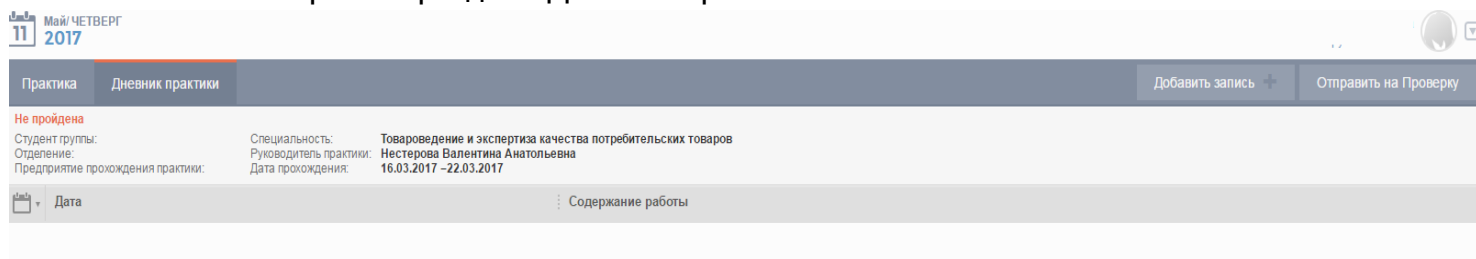 11 Май/ЧЕТВЕРГ
2017
Практика Дневник практики Добавить запись Отправить на Проверку
Не пройдена
Студент группы: Специальность: Товароведение и экспертиза качества потребительских товаров
Отделение: Руководитель практики: Нестерова Валентина Анатольевна
Предприятие прохождения практики: Дата прохождения: 16.03.2017 –22.03.2017
Дата Содержание работы